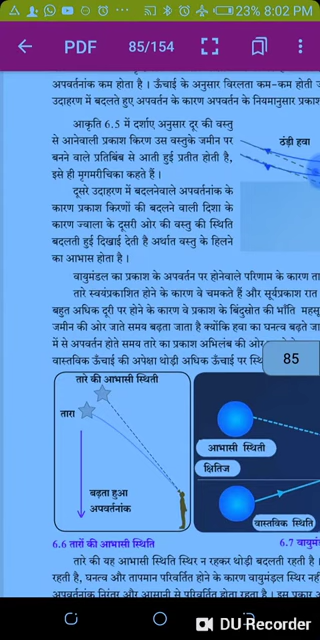 23% 8:02 PM
PDF 85/154
अपवर्तनांक कम होता है । ऊँचाई के अनुसार विरलता कम-कम होती
उदाहरण में बदलते हुए अपवर्तन के कारण अपवर्तन के नियमानुसार
आकृति 6.5 में दर्शाए अनुसार दूर की वस्तु
से आनेवाली प्रकाश किरण उस वस्तुके जमीन पर
बनने वाले प्रतिबिंब से आती हुई प्रतीत होती है,
इसे ही मृगमरीचिका कहते हैं ।
ठंड़ी हवा
दूसरे उदाहरण में बदलनेवाले अपवर्तनांक के
कारण प्रकाश किरणों की बदलने वाली दिशा के
कारण ज्वाला के दूसरी ओर की वस्तु की स्थिति
बदलती हुई दिखाई देती है अर्थात वस्तु के हिलने
का आभास होता है ।
वायुमंडल का प्रकाश के अपवर्तन पर होनेवाले परिणाम के कारण
तारे स्वयंप्रकाशित होने के कारण वे चमकते हैं और सूर्यप्रकाश रात
बहुत अधिक दूरी पर होने के कारण वे प्रकाश के बिंदुस्रोत की भांति
जमीन की ओर जाते समय बढ़ता जाता है क्योंकि हवा का घनत्व बढ़ते
में से अपवर्तन होते समय तारे का प्रकाश अभिलंब की ओर
वास्तविक ऊँचाई की अपेक्षा थोड़ी अधिक ऊँचाई पर
85
तारे की आभासी स्थिती
तारा
बढ़ता हुआ
अपवर्तनांक
आभासी स्थिती
क्षितिज
वास्तविक स्थिति
6.6 तारों की आभासी स्थिति
6.7
तारे की यह आभासी स्थिति स्थिर न रहकर थोड़ी बदलती रहती है ।
रहती है, घनत्व और तापमान परिवर्तित होने के कारण वायुमंडल स्थिर
DU Recorder